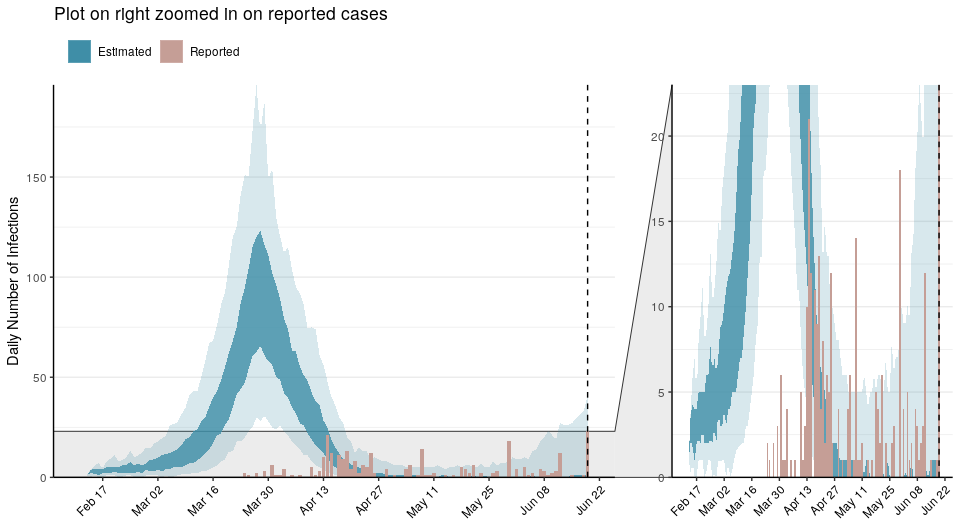 Plot on right zoomed in on reported cases
Estimated Reported
Daily Number of Infections
150
100
50
0
Feb 17 Mar 02 Mar 16 Mar 30 Apr 13 Apr 27 May 11 May 25 Jun 08 Jun 22
20
15
10
5
0
Feb 17 Mar 02 Mar 16 Mar 30 Apr 13 Apr 27 May 11 May 25 Jun 08 Jun 22